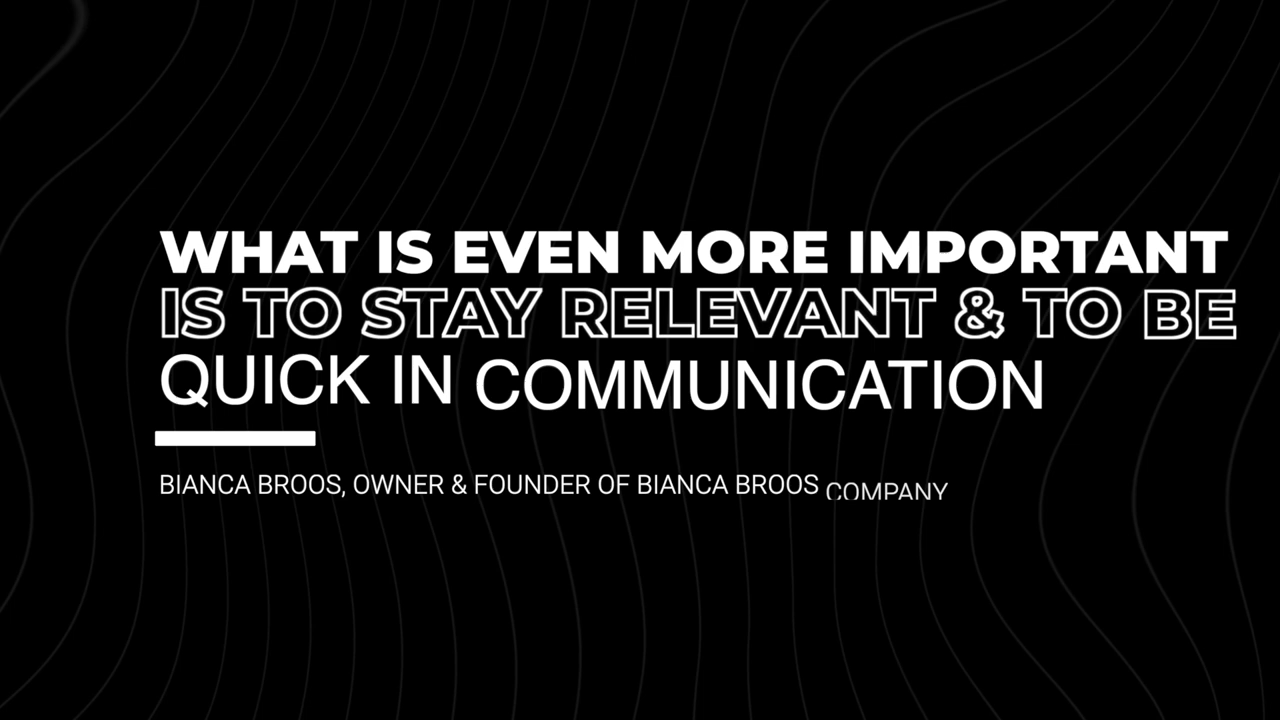 WHAT IS EVEN MORE IMPORTANT
IS TO STAY RELEVANT & TO BE
QUICK IN COMMUNICATION
BIANCA BROOS, OWNER & FOUNDER OF BIANCA BROOS COMPANY